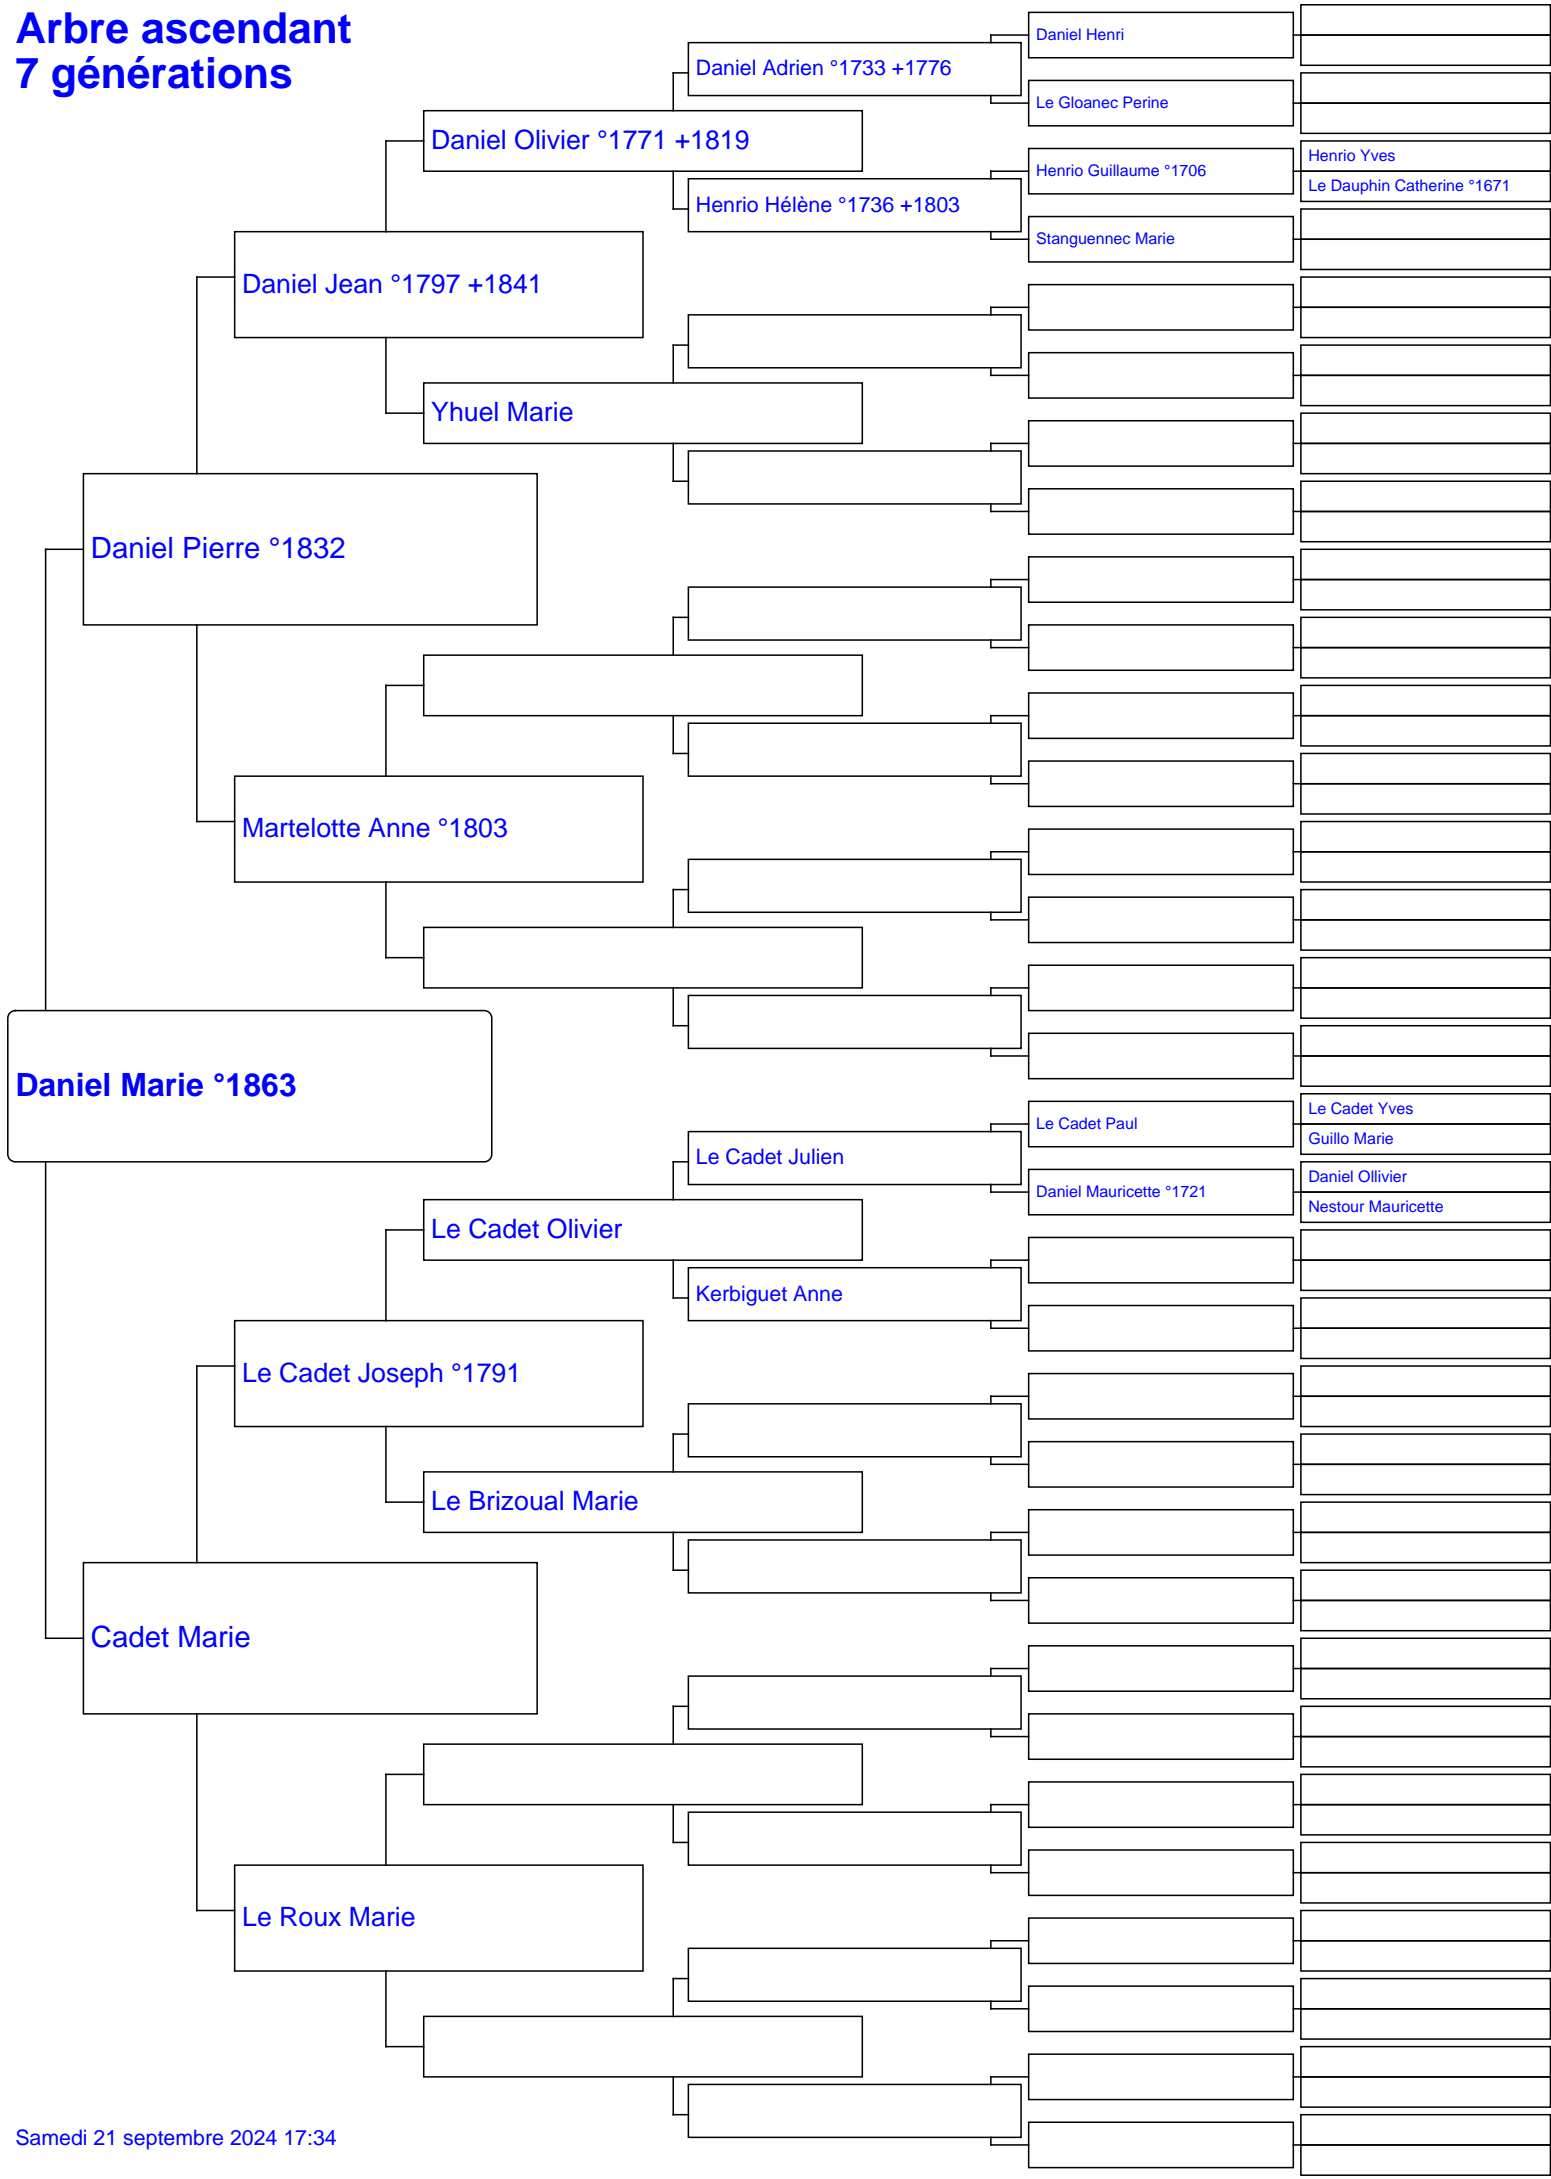 Arbre ascendant
7 générations
Daniel Henri
Daniel Adrien °1733 +1776
Le Gloanec Perine
Daniel Olivier °1771 +1819
Henrio Yves
Henrio Guillaume °1706
Le Dauphin Catherine °1671
Henrio Hélène °1736 +1803
Stanguennec Marie
Daniel Jean °1797 +1841
Yhuel Marie
Daniel Pierre °1832
Martelotte Anne °1803
Daniel Marie °1863
Le Cadet Yves
Le Cadet Paul
Guillo Marie
Le Cadet Julien
Daniel Ollivier
Daniel Mauricette °1721
Nestour Mauricette
Le Cadet Olivier
Kerbiguet Anne
Le Cadet Joseph °1791
Le Brizoual Marie
Cadet Marie
Le Roux Marie
Samedi 21 septembre 2024 17:34